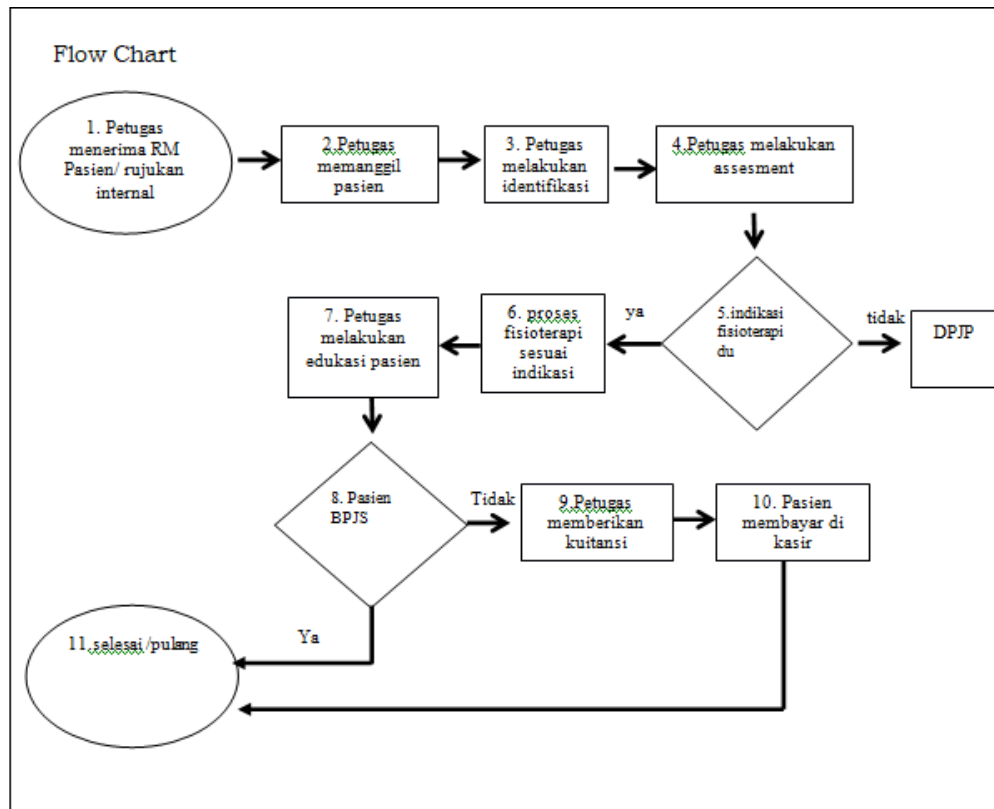 Flow Chart
1. Petugas
menerima RM
Pasien/ rujukan
internal
2.Petugas
memanggil
pasien
3. Petugas
melakukan
identifikasi
4.Petugas melakukan
assesment
5.indikasi
fisioterapi
du
tidak
DPJP
ya
6. proses
fisioterapi
sesuai
indikasi
7. Petugas
melakukan
edukasi pasien
8. Pasien
BPJS
Tidak
9.Petugas
memberikan
kuitansi
10. Pasien
membayar di
kasir
Ya
11.selesai /pulang